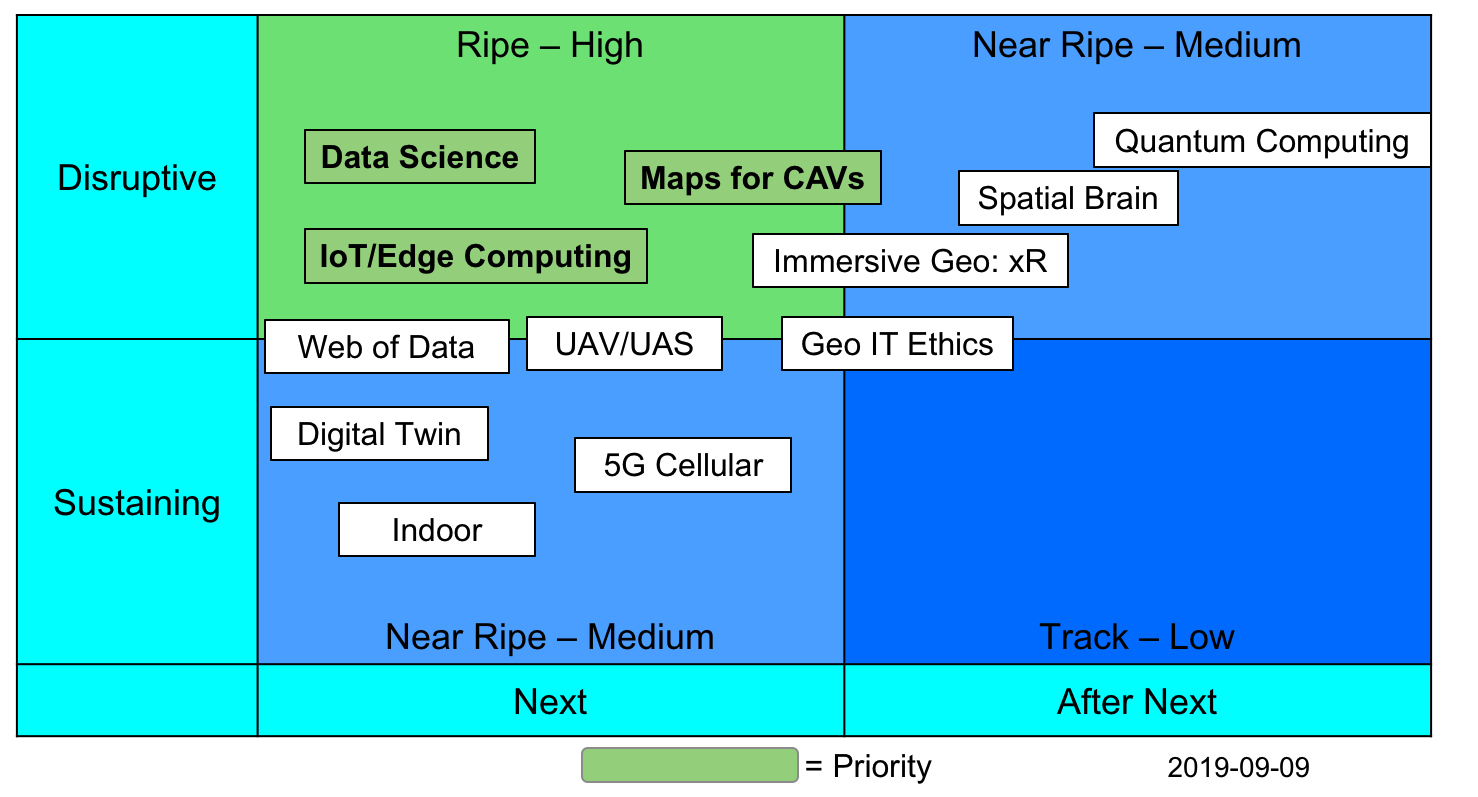 Ripe – High
Near Ripe – Medium
Disruptive
Data Science
Maps for CAVs
Quantum Computing
Spatial Brain
IoT/Edge Computing
Immersive Geo: xR
Web of Data
UAV/UAS
Geo IT Ethics
Sustaining
Digital Twin
5G Cellular
Indoor
Near Ripe – Medium
Track – Low
Next
After Next
= Priority
2019-09-09